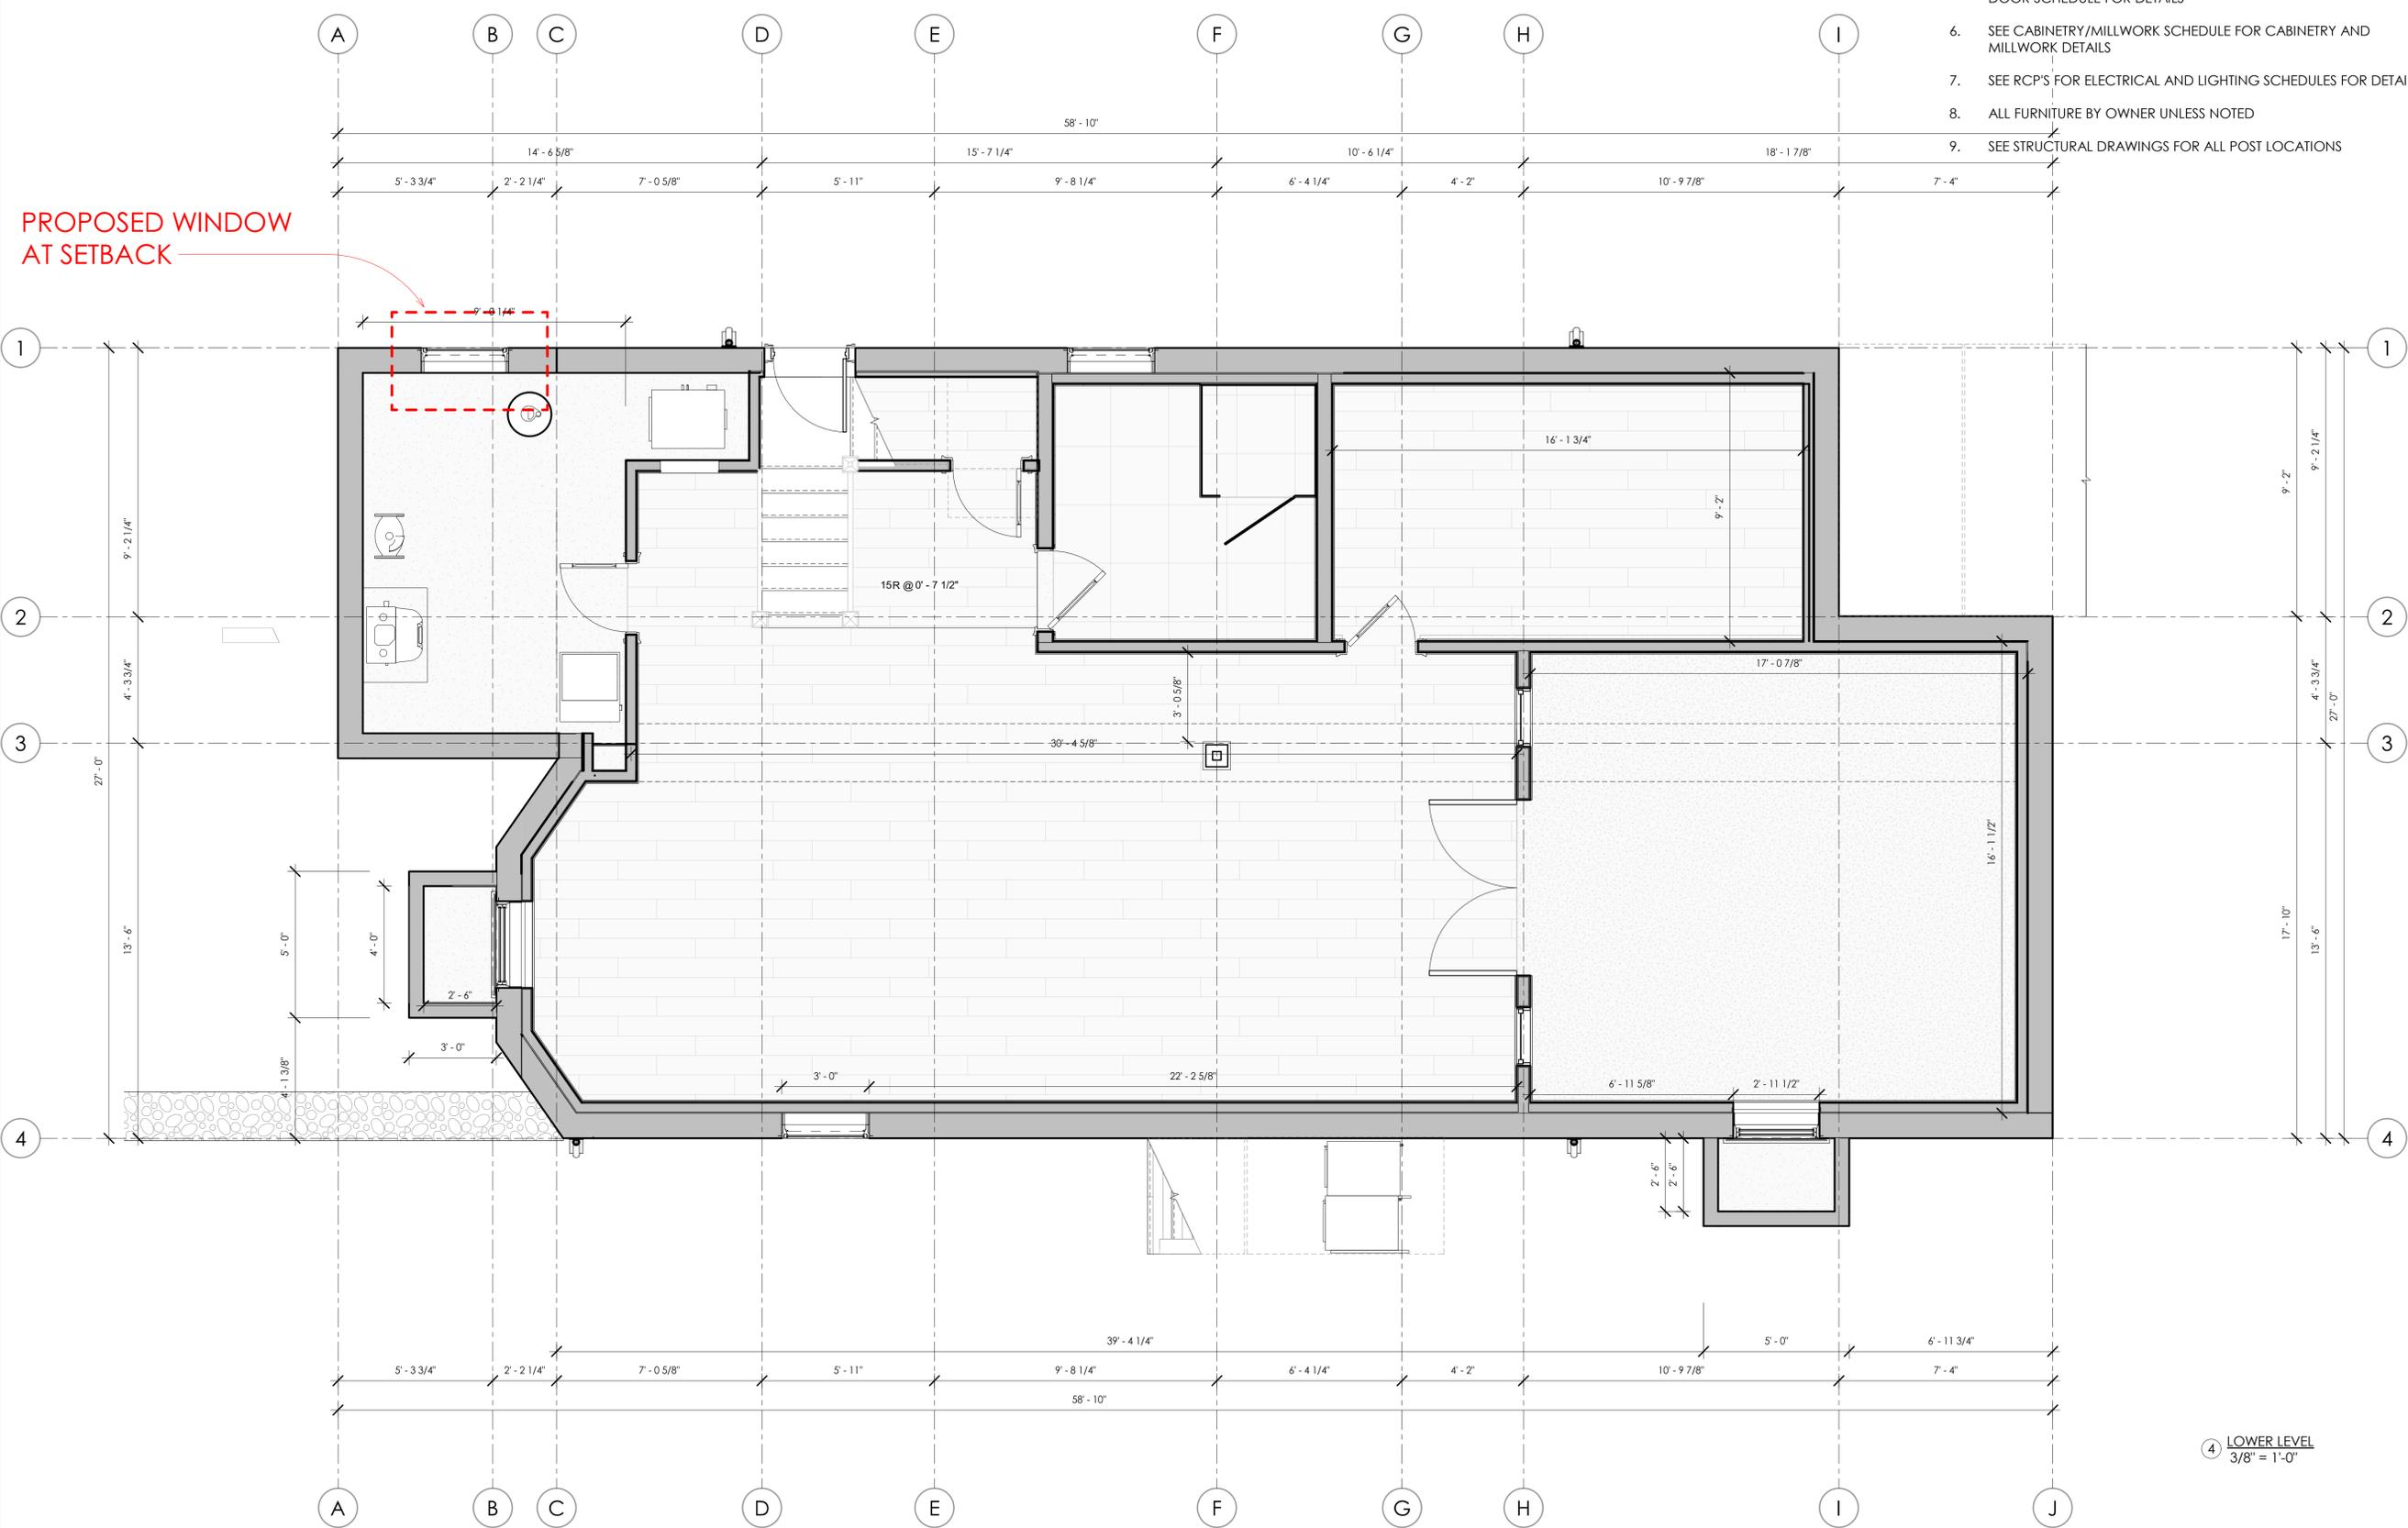 DOOR SCHEDULE FOR DETAILS
6. SEE CABINETRY/MILLWORK SCHEDULE FOR CABINETRY AND
MILLWORK DETAILS
7. SEE RCP'S FOR ELECTRICAL AND LIGHTING SCHEDULES FOR DETAI
8. ALL FURNITURE BY OWNER UNLESS NOTED
9. SEE STRUCTURAL DRAWINGS FOR ALL POST LOCATIONS
A B C D E F G H I
58' - 10"
14' - 6 5/8" 15' - 7 1/4" 10' - 6 1/4" 18' - 1 7/8"
5' - 3 3/4" 2' - 2 1/4" 7' - 0 5/8" 5' - 11" 9' - 8 1/4" 6' - 4 1/4" 4' - 2" 10' - 9 7/8" 7' - 4"
PROPOSED WINDOW
AT SETBACK
9' - 0 1/4"
1 1
16' - 1 3/4"
9' - 2 1/4"
9' - 2"
9' - 2"
9' - 2 1/4"
15R @ 0' - 7 1/2"
2 2
17' - 0 7/8"
4' - 3 3/4"
3' - 0 5/8"
4' - 3 3/4"
27' - 0"
3 3
30' - 4 5/8"
27' - 0"
16' - 1 1/2"
13' - 6"
5' - 0"
4' - 0"
17' - 10"
13' - 6"
2' - 6"
3' - 0"
4' - 1 3/8"
3' - 0" 22' - 2 5/8" 6' - 11 5/8" 2' - 11 1/2"
4 4
2' - 6"
2' - 6"
39' - 4 1/4" 5' - 0" 6' - 11 3/4"
5' - 3 3/4" 2' - 2 1/4" 7' - 0 5/8" 5' - 11" 9' - 8 1/4" 6' - 4 1/4" 4' - 2" 10' - 9 7/8" 7' - 4"
58' - 10"
4 LOWER LEVEL
3/8" = 1'-0"
A B C D E F G H I J